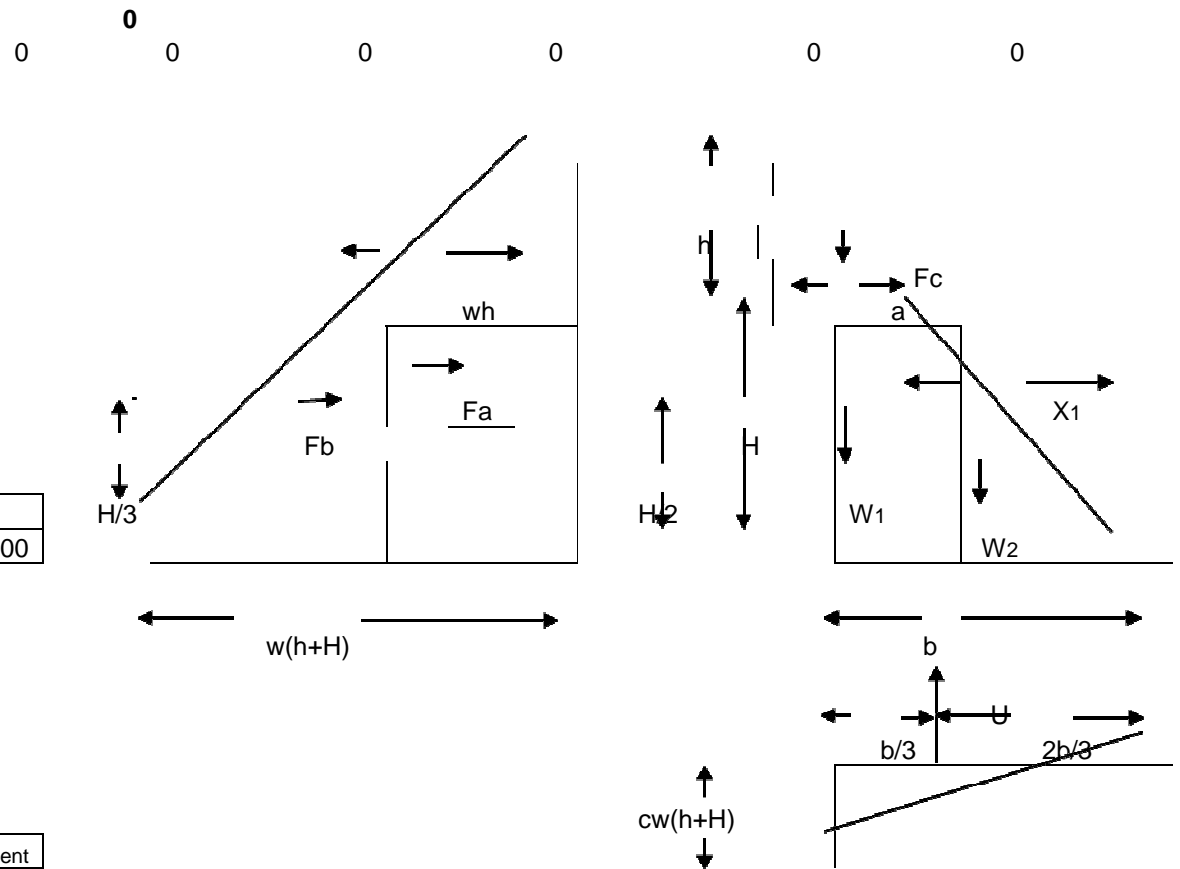 0
0 0 0 0 0 0
h
Fc
wh a
Fa X1
Fb H
H/3 H/2 W1
00 W2
w(h+H) b
U
b/3 2b/3
cw(h+H)
ent